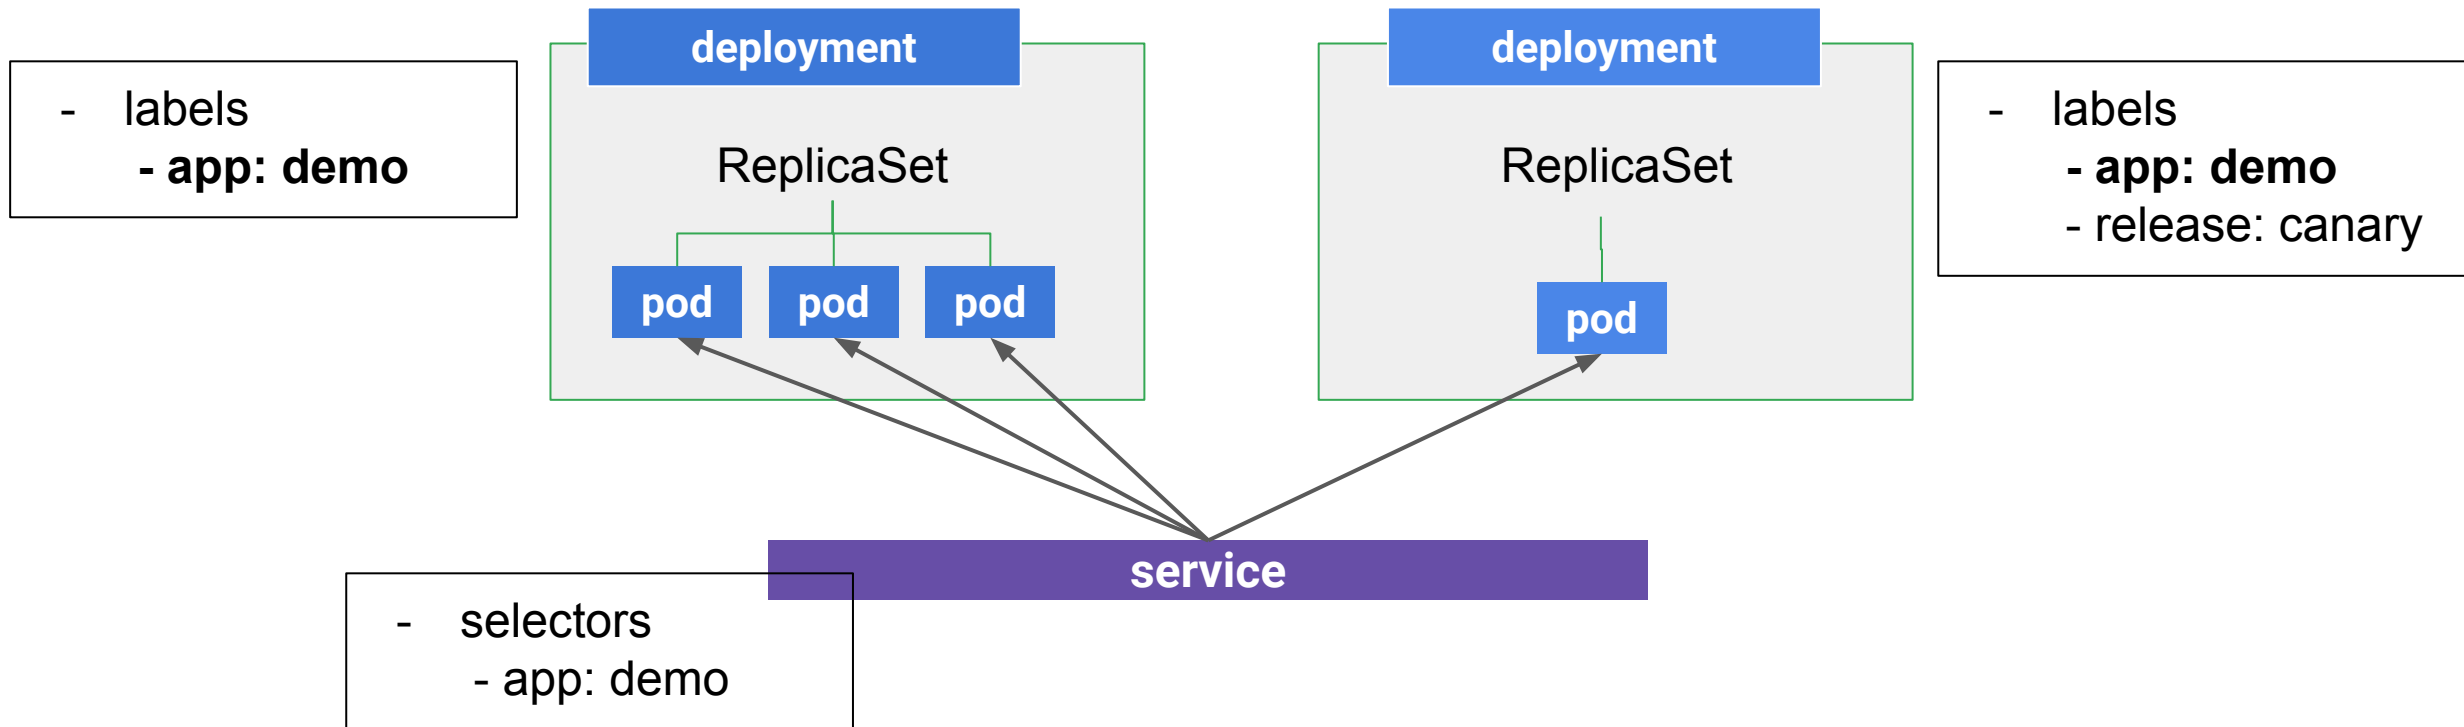 deployment
deployment
- labels
- app: demo
ReplicaSet
pod pod pod
ReplicaSet
pod
- labels
- app: demo
- release: canary
service
- selectors
- app: demo